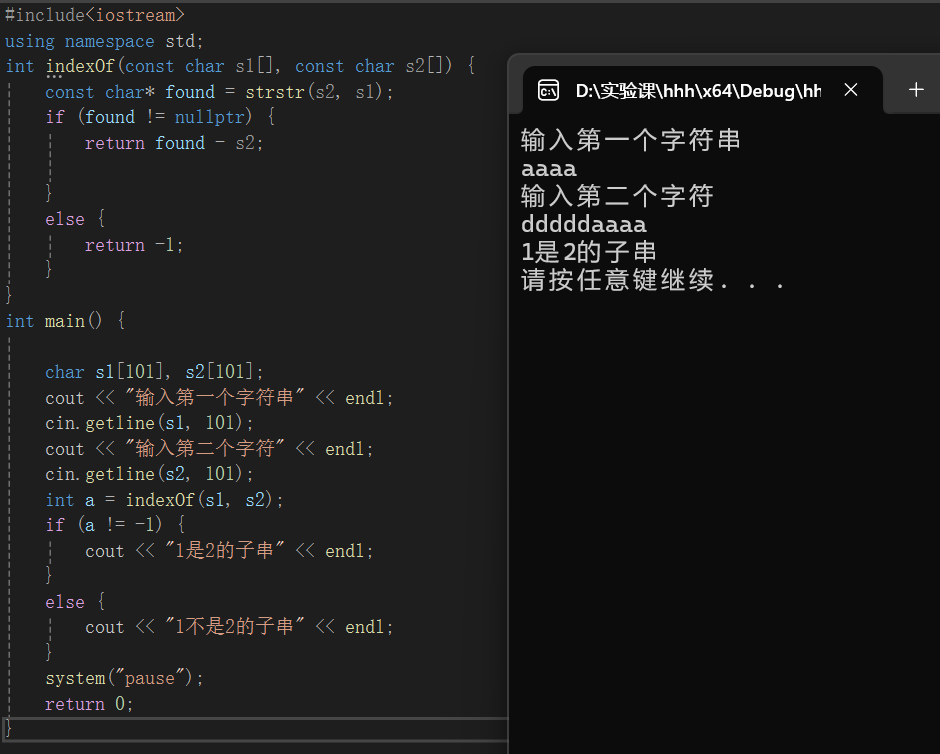 #include<iostream>
using namespace std;
int indexOf(const char s1[], const char s2[]) {
const char* found = strstr(s2, s1);
if (found != nullptr) {
return found - s2;
}
else {
return -1;
}
}
int main() {
char s1[101], s2[101];
cout << "输入第一个字符串" << endl;
cin.getline(s1, 101);
cout << "输入第二个字符" << endl;
cin.getline(s2, 101);
int a = indexOf(s1, s2);
if (a != -1) {
cout << "1是2的子串" << endl;
}
else {
cout << "1不是2的子串" << endl;
}
system("pause");
return 0;
}
D:\实验课\hhh\x64\Debug\hh
输入第一个字符串
aaaa
输入第二个字符
dddddaaaa
1是2的子串
请按任意键继续. . .